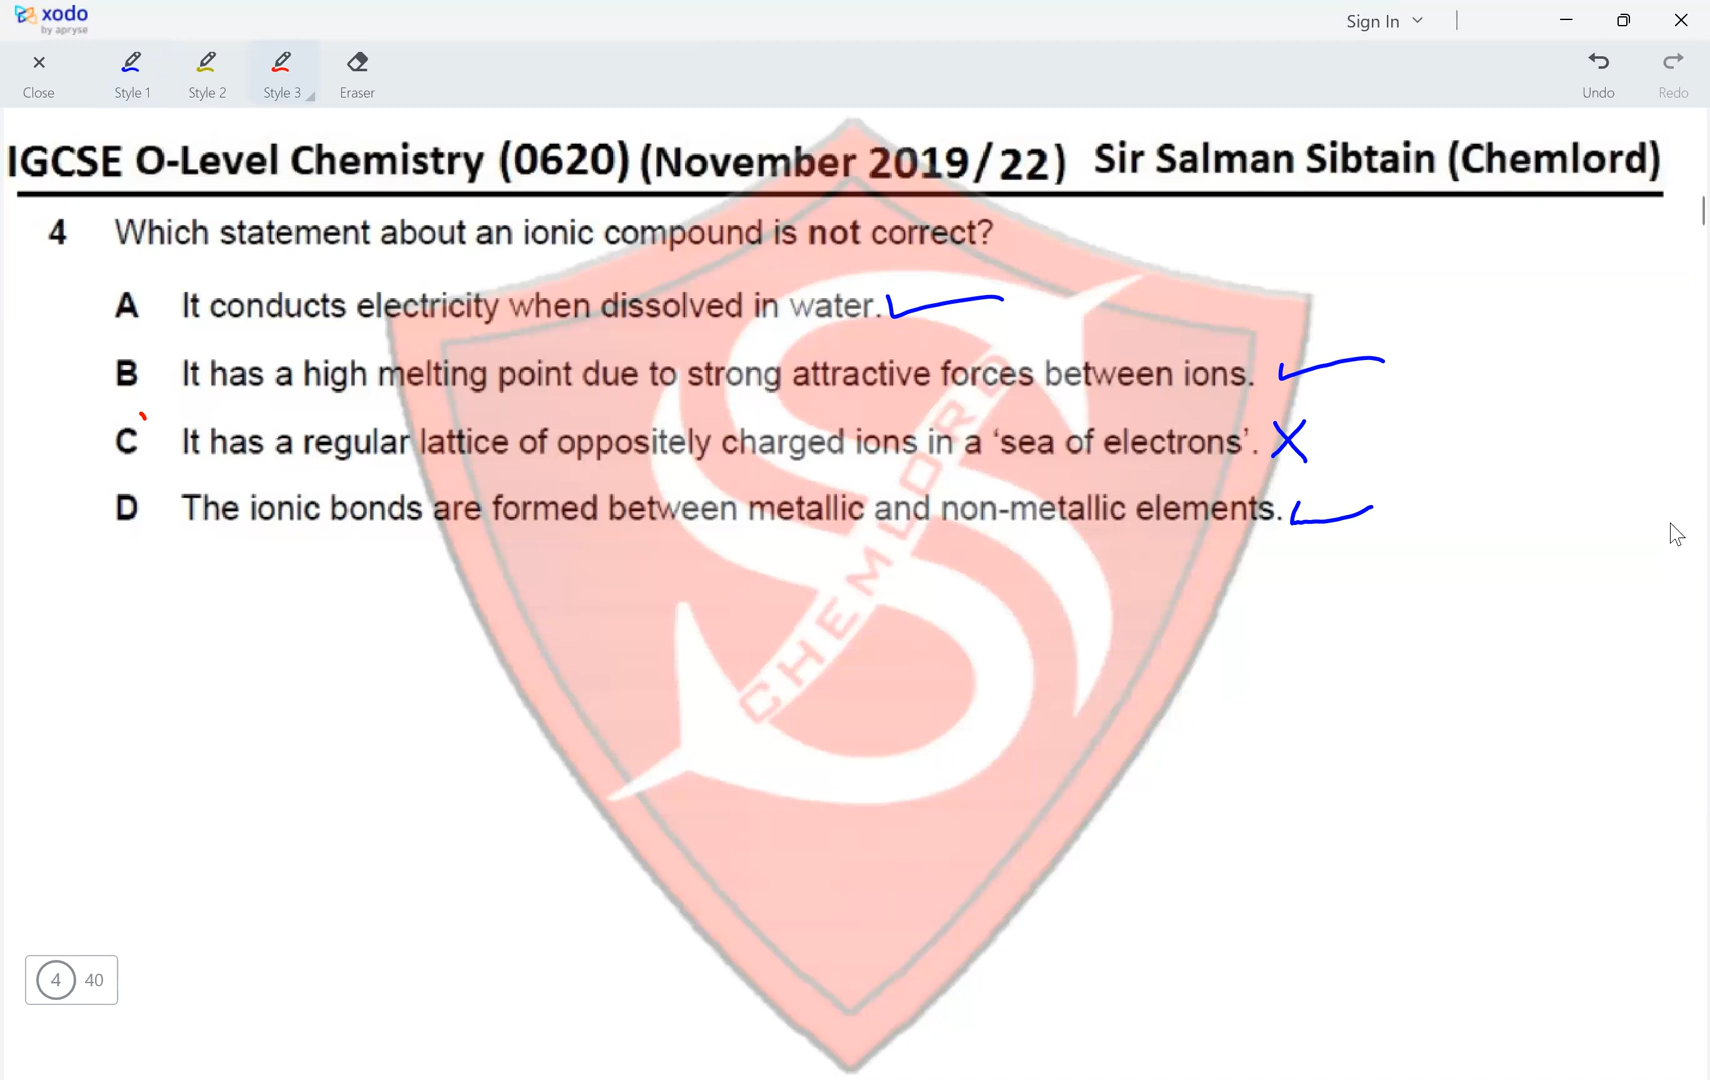 xodo
by apryse
Sign In
Close
Style 1
Style 2
Style 3
Eraser
Undo
Redo
IGCSE O-Level Chemistry (0620) (November 2019/22) Sir Salman Sibtain (Chemlord)
4 Which statement about an ionic compound is not correct?
A It conducts electricity when dissolved in water.
B It has a high melting point due to strong attractive forces between ions.
C It has a regular lattice of oppositely charged ions in a ‘sea of electrons’.
D The ionic bonds are formed between metallic and non-metallic elements.
CHEMLORD
4 40